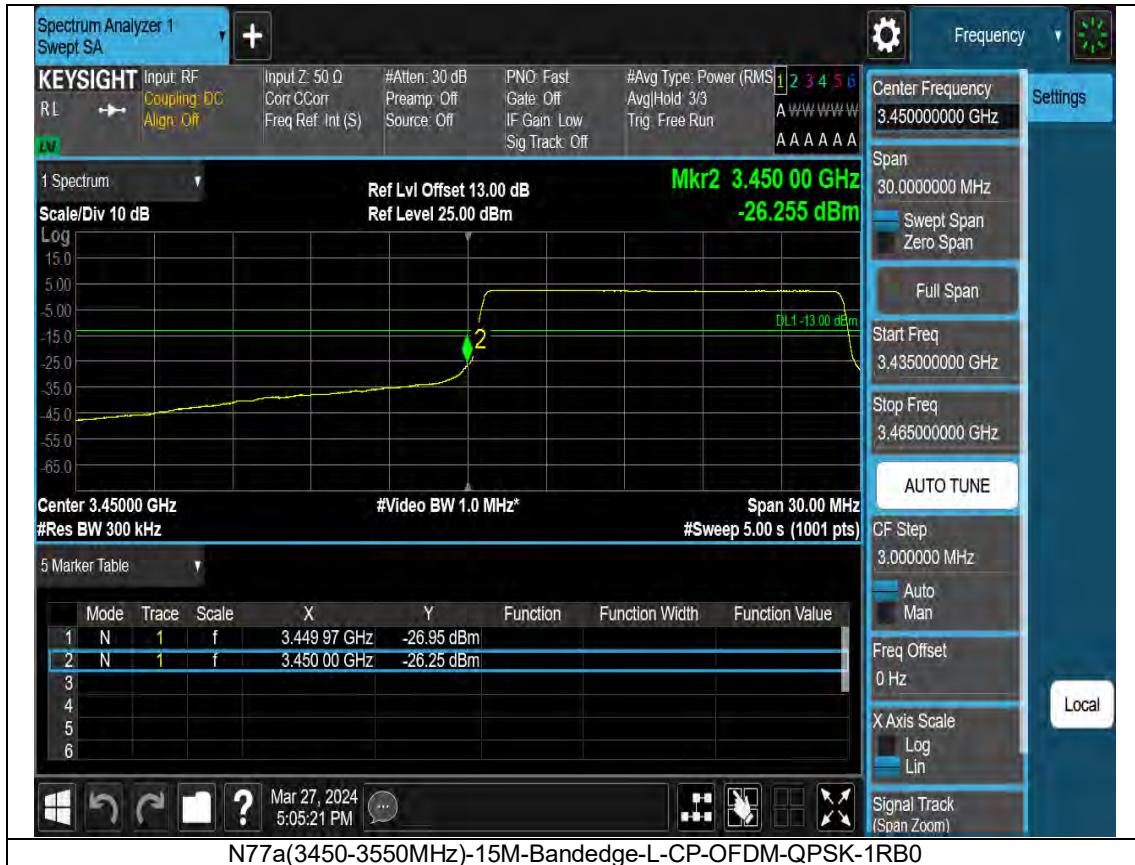 Spectrum Analyzer 1
Swept SA
+
Frequency
KEYSIGHT
RL
LNI
Input: RF
Coupling: DC
Align: Off
Input Z: 50 Ω
Corr CCorr
Freq Ref: Int (S)
#Atten: 30 dB
Preamp: Off
Source: Off
PNO: Fast
Gate: Off
IF Gain: Low
Sig Track: Off
#Avg Type: Power (RMS
Avg|Hold: 3/3
Trig: Free Run
1 2 3 4 5 6
A W W W W W
A A A A A A
1 Spectrum
Scale/Div 10 dB
Ref Lvl Offset 13.00 dB
Ref Level 25.00 dBm
Mkr2 3.450 00 GHz
-26.255 dBm
Log
15.0
5.00
-5.00
-15.0
-25.0
-35.0
-45.0
-55.0
-65.0
DL1 -13.00 dBm
2
Center 3.45000 GHz
#Res BW 300 kHz
#Video BW 1.0 MHz*
Span 30.00 MHz
#Sweep 5.00 s (1001 pts)
5 Marker Table
Mode Trace Scale X Y Function Function Width Function Value
1 N 1 f 3.449 97 GHz -26.95 dBm
2 N 1 f 3.450 00 GHz -26.25 dBm
3
4
5
6
?
Mar 27, 2024
5:05:21 PM
Center Frequency
3.450000000 GHz
Settings
Span
30.0000000 MHz
Swept Span
Zero Span
Full Span
Start Freq
3.435000000 GHz
Stop Freq
3.465000000 GHz
AUTO TUNE
CF Step
3.000000 MHz
Auto
Man
Freq Offset
0 Hz
X Axis Scale
Log
Lin
Local
Signal Track
(Span Zoom)
N77a(3450-3550MHz)-15M-Bandedge-L-CP-OFDM-QPSK-1RB0